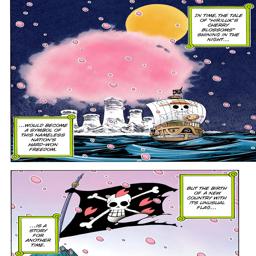 IN TIME, THE TALE
OF "HIRULUK'S
CHERRY
BLOSSOMS"
SHINING IN
THE NIGHT...
...WOULD BECOME
A SYMBOL OF
THIS NAMELESS
NATION'S
HARD-WON
FREEDOM.
BUT THE BIRTH OF
A NEW
COUNTRY WITH
ITS UNUSUAL
FLAG...
...IS A
STORY
FOR
ANOTHER
TIME.